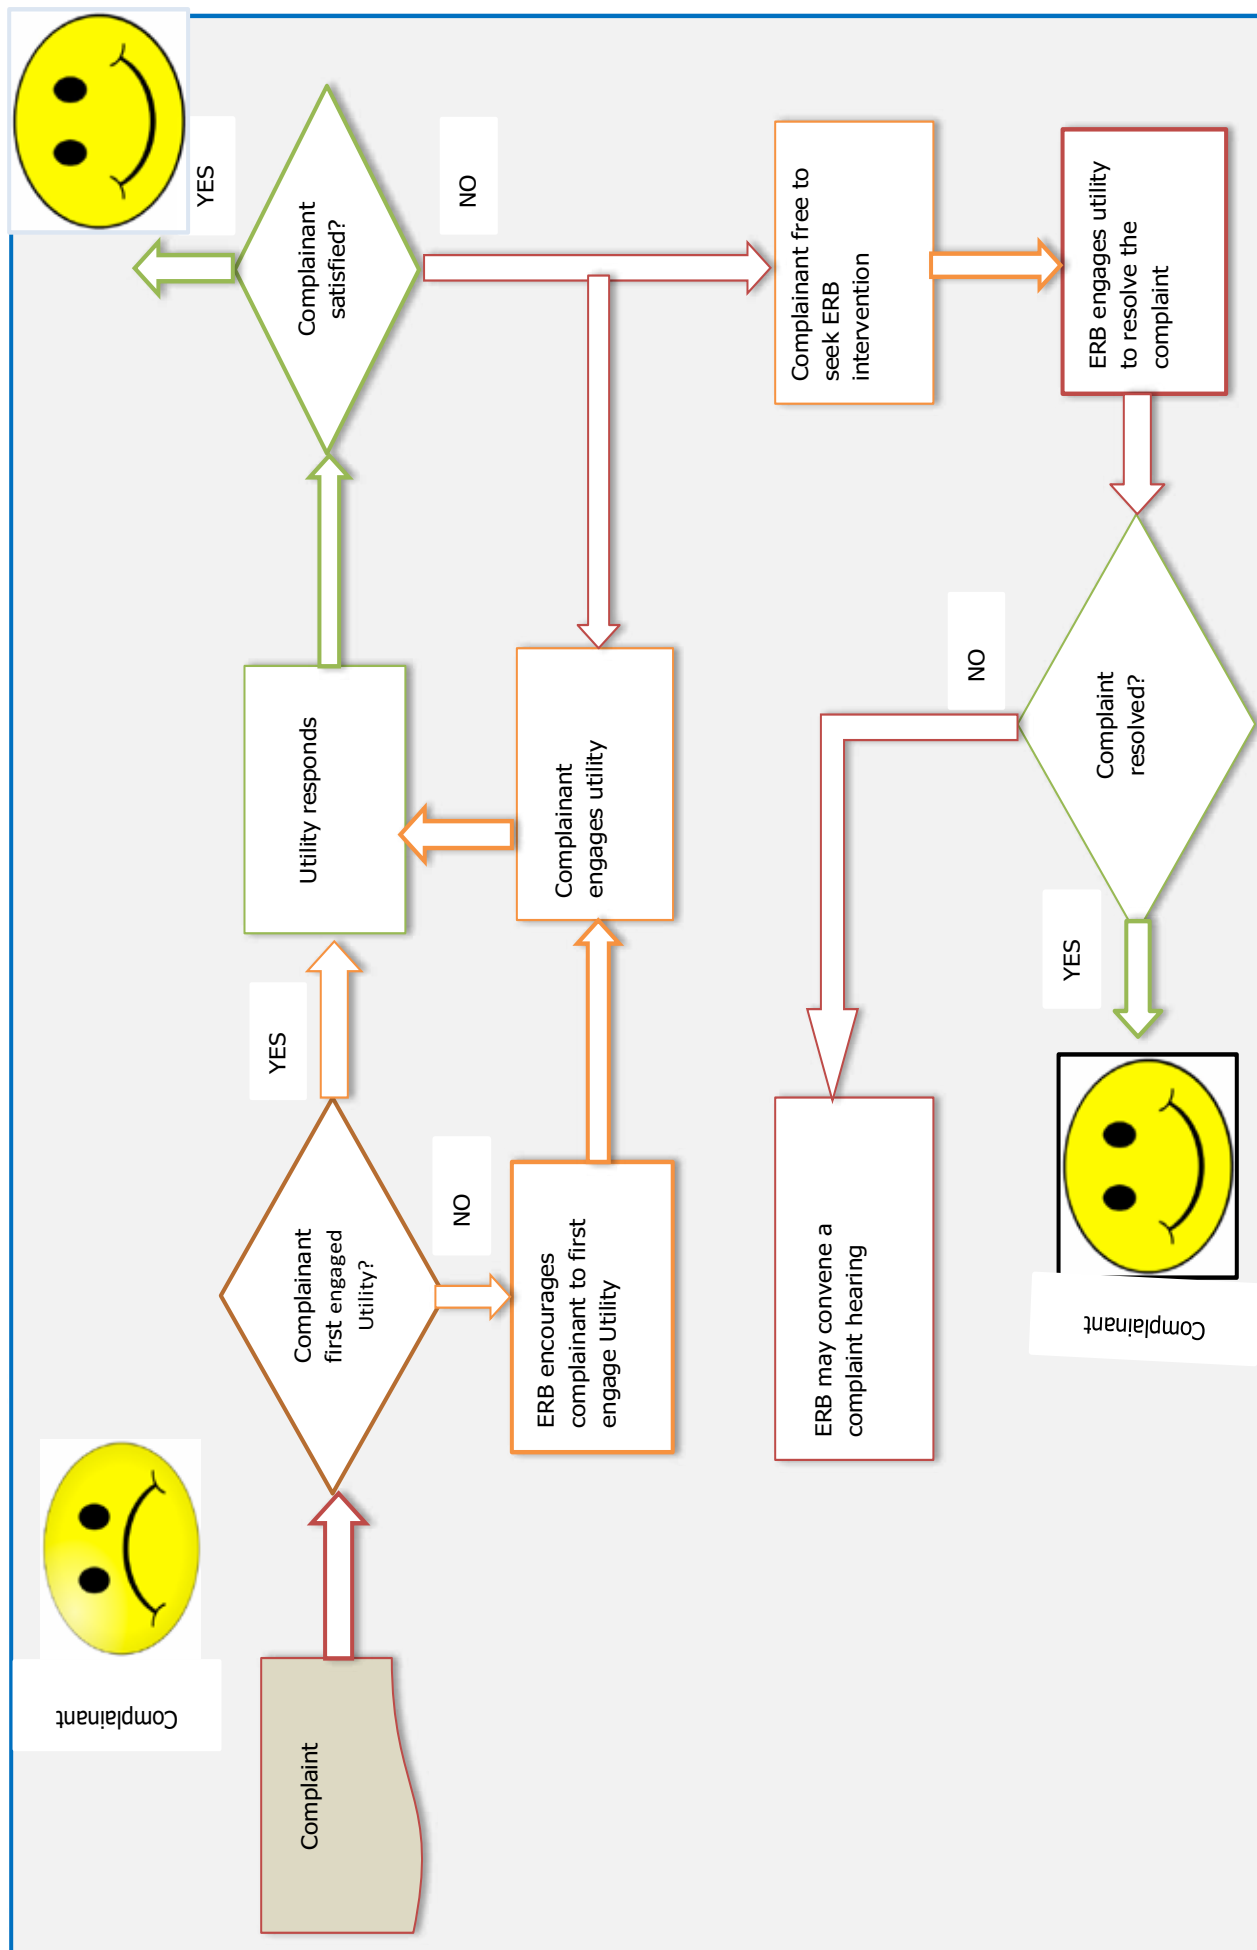 Complainant
Complaint
Complainant
first engaged
Utility?
YES
NO
ERB encourages
complainant to first
engage Utility
Complainant
engages utility
Utility responds
Complainant
satisfied?
YES
NO
Complainant free to
seek ERB
intervention
ERB engages utility
to resolve the
complaint
Complaint
resolved?
NO
YES
ERB may convene a
complaint hearing
Complainant